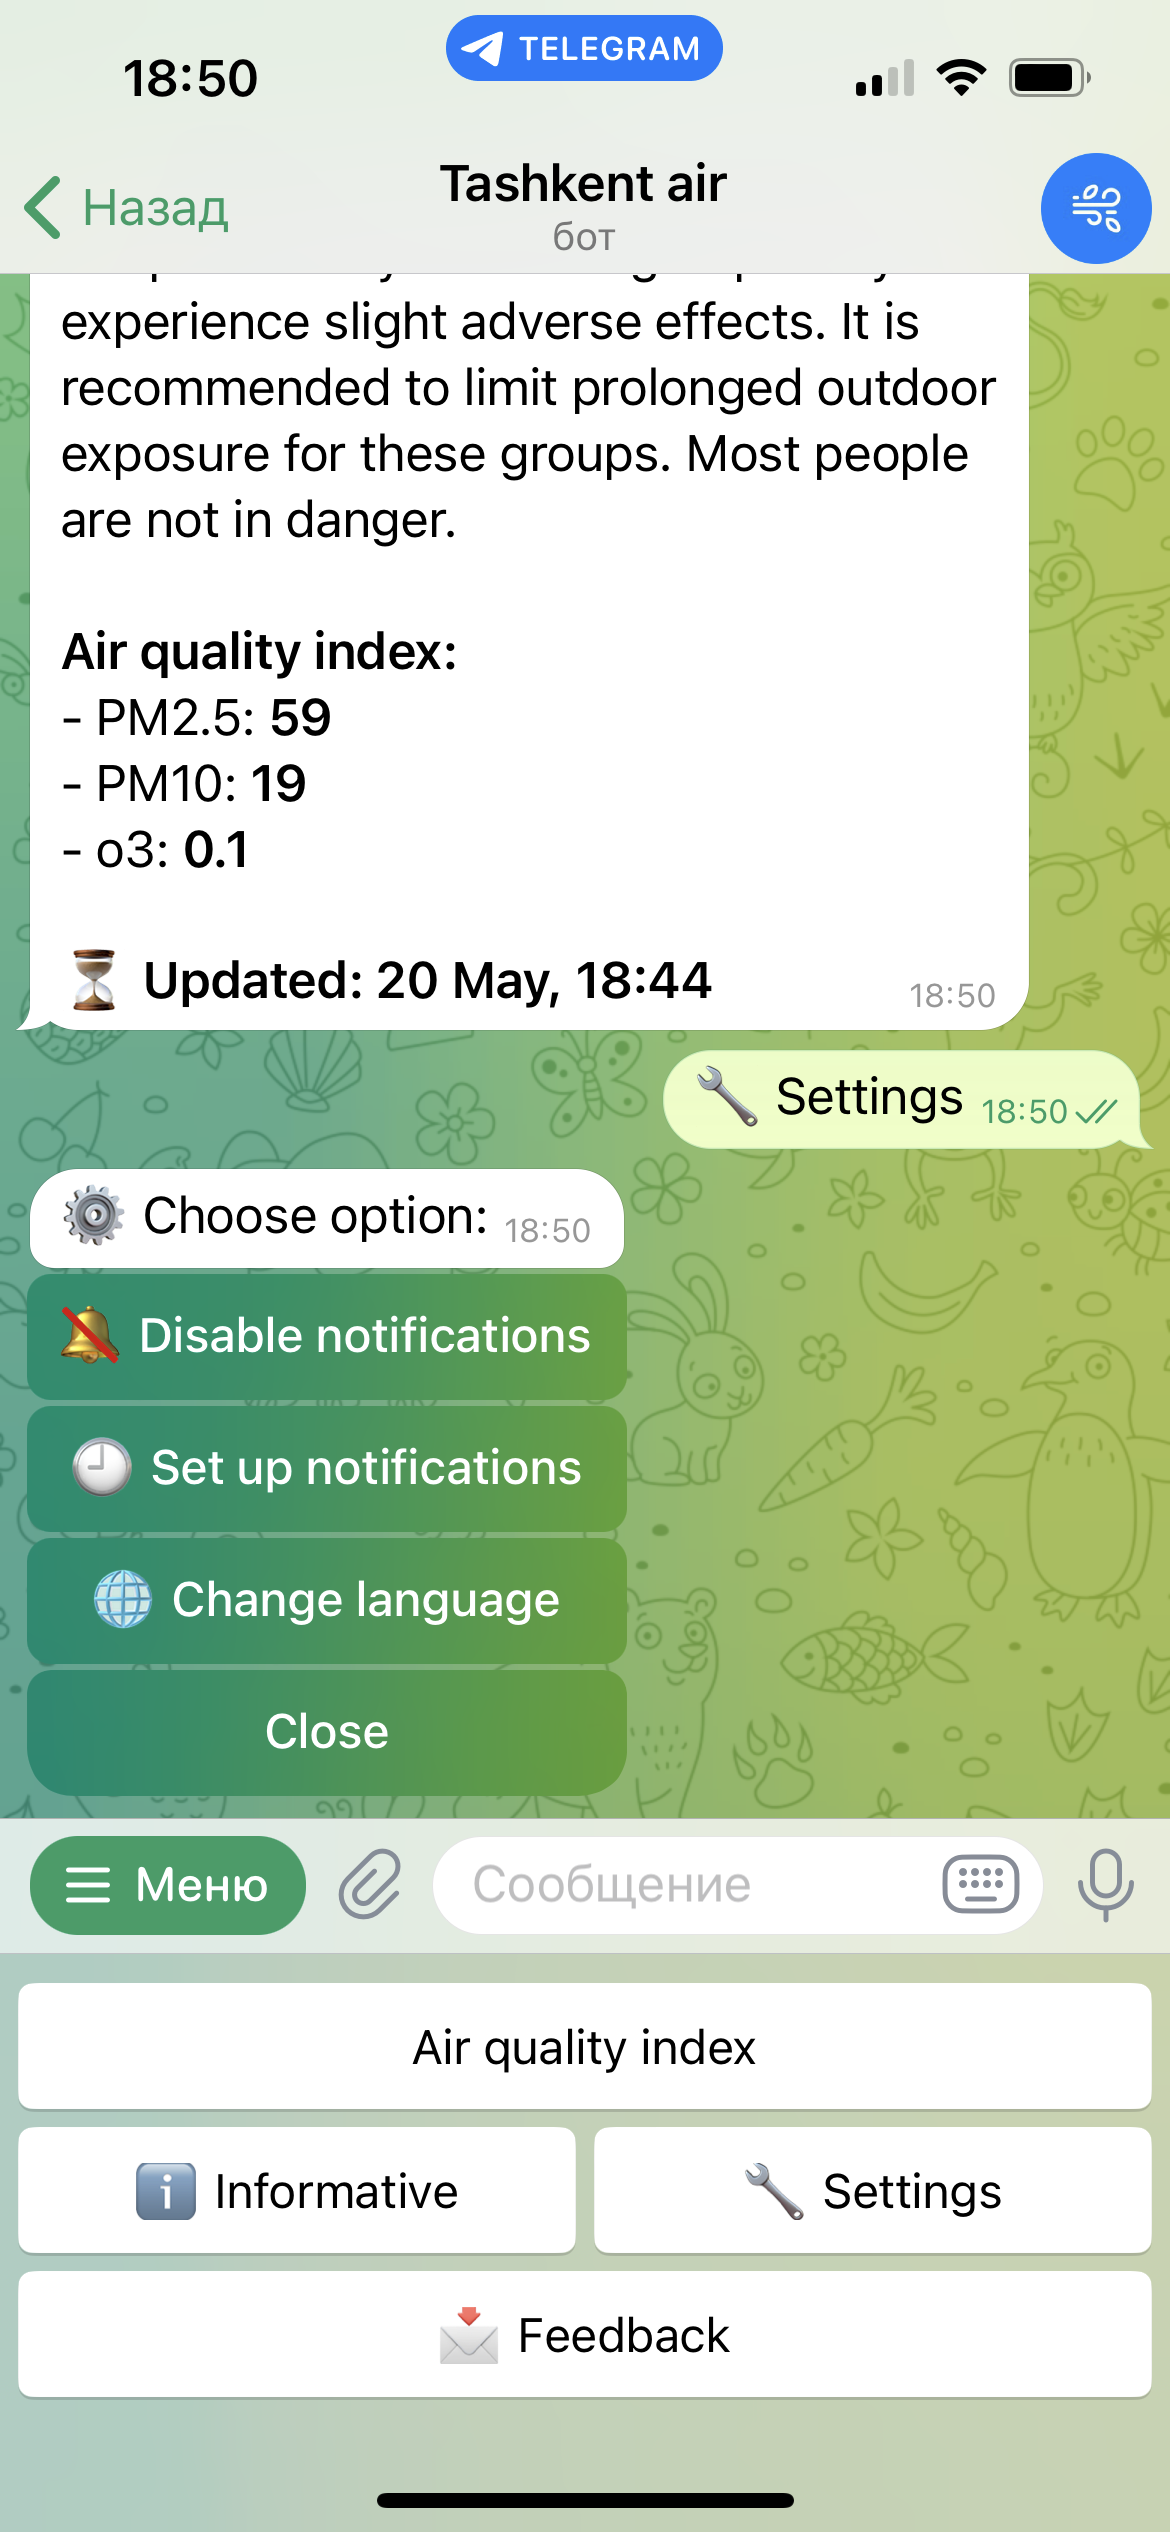 18:50
TELEGRAM
Назад
Tashkent air
бот
experience slight adverse effects. It is
recommended to limit prolonged outdoor
exposure for these groups. Most people
are not in danger.
Air quality index:
- PM2.5: 59
- PM10: 19
- o3: 0.1
Updated: 20 May, 18:44
18:50
Settings 18:50
Choose option: 18:50
Disable notifications
Set up notifications
Change language
Close
Меню
Сообщение
Air quality index
Informative
Settings
Feedback